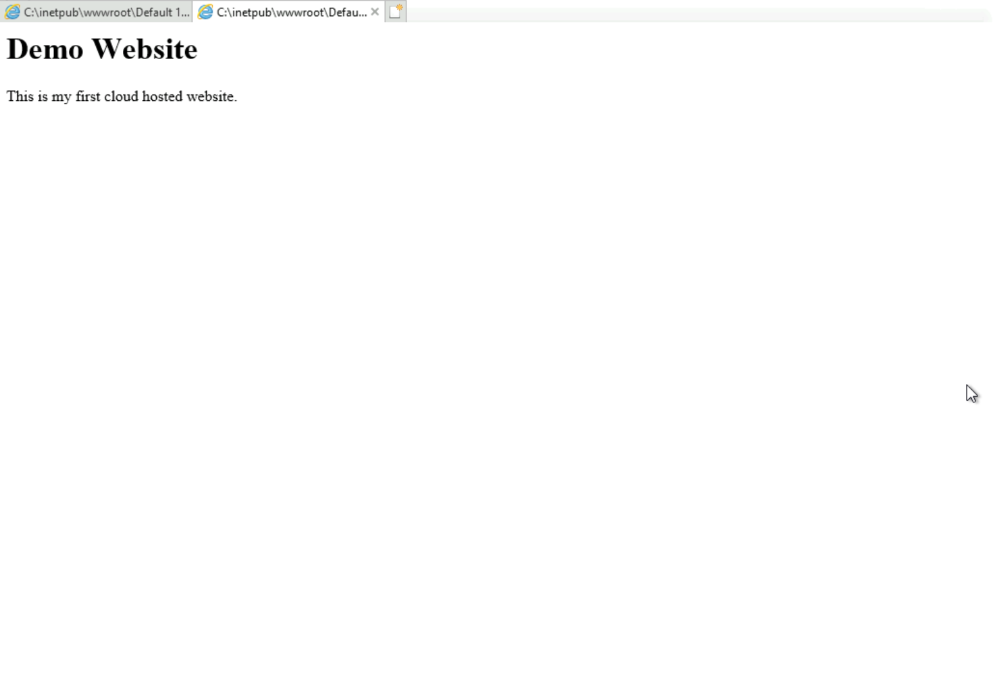 C:\inetpub\wwwroot\Default 1...
C:\inetpub\wwwroot\Defau...
Demo Website
This is my first cloud hosted website.